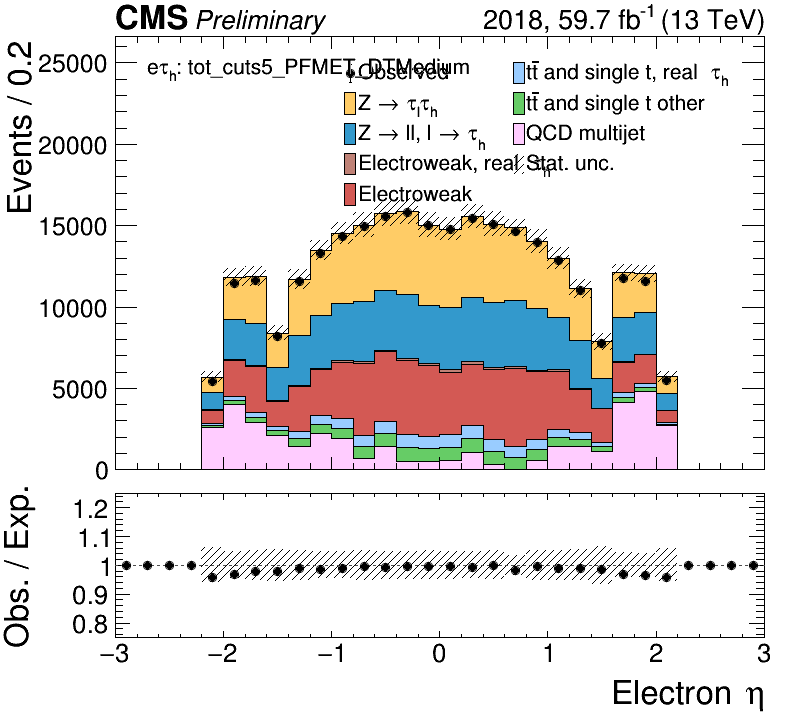 CMS Preliminary 2018, 59.7 fb⁻¹ (13 TeV)
eτh: tot_cuts5_PFMET_DTMedium
Observed
Z → τlτh
Z → ll, l → τh
Electroweak, real τh
Electroweak
tt̄ and single t, real τh
tt̄ and single t other
QCD multijet
Stat. unc.
Events / 0.2
25000
20000
15000
10000
5000
0
Obs. / Exp.
1.2
1.1
1
0.9
0.8
−3 −2 −1 0 1 2 3
Electron η